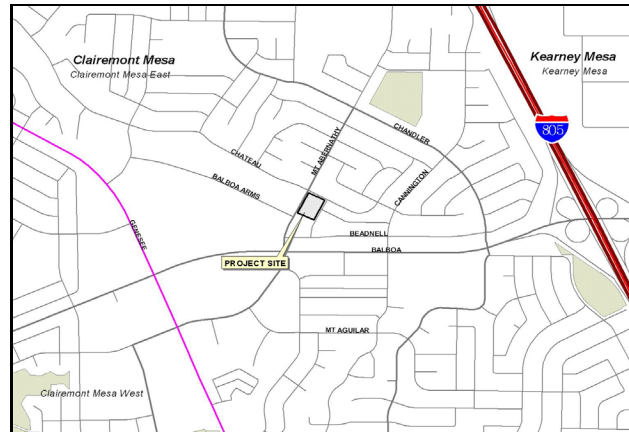 Clairemont Mesa
Clairemont Mesa East
Kearney Mesa
Kearney Mesa
805
CHANDLER
MT ABERNATHY
CHATEAU
BALBOA ARMS
CANNINGTON
GENESEE
BEADNELL
BALBOA
PROJECT SITE
MT AGUILAR
Clairemont Mesa West